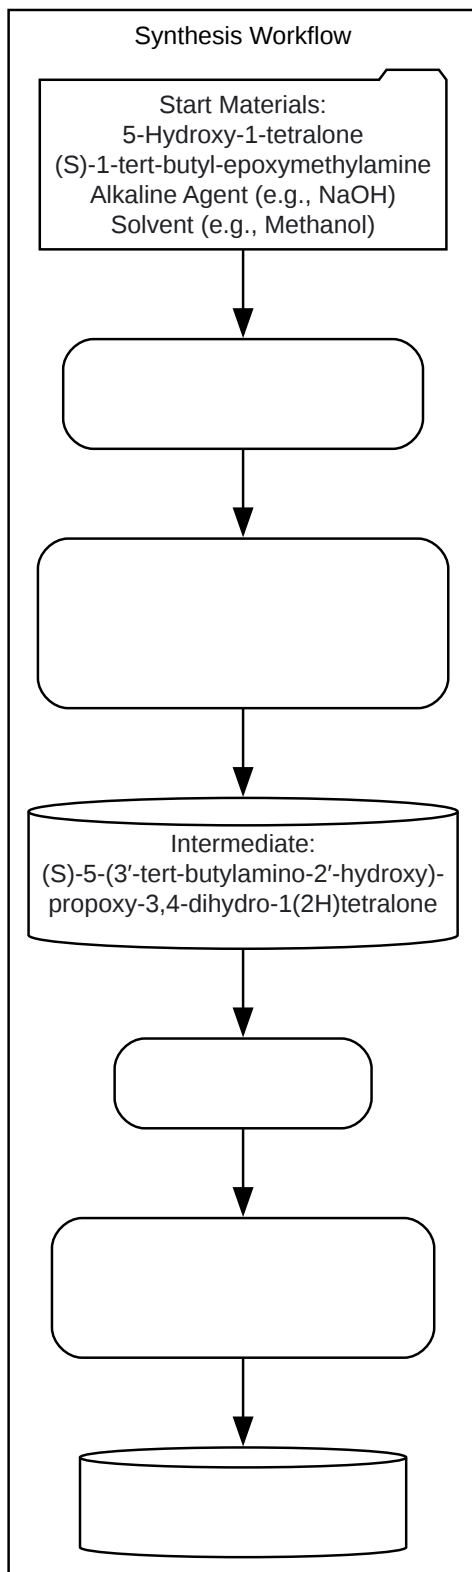 Synthesis Workflow
Start Materials:
5-Hydroxy-1-tetralone
(S)-1-tert-butyl-epoxymethylamine
Alkaline Agent (e.g., NaOH)
Solvent (e.g., Methanol)
Intermediate:
(S)-5-(3′-tert-butylamino-2′-hydroxy)-
propoxy-3,4-dihydro-1(2H)tetralone